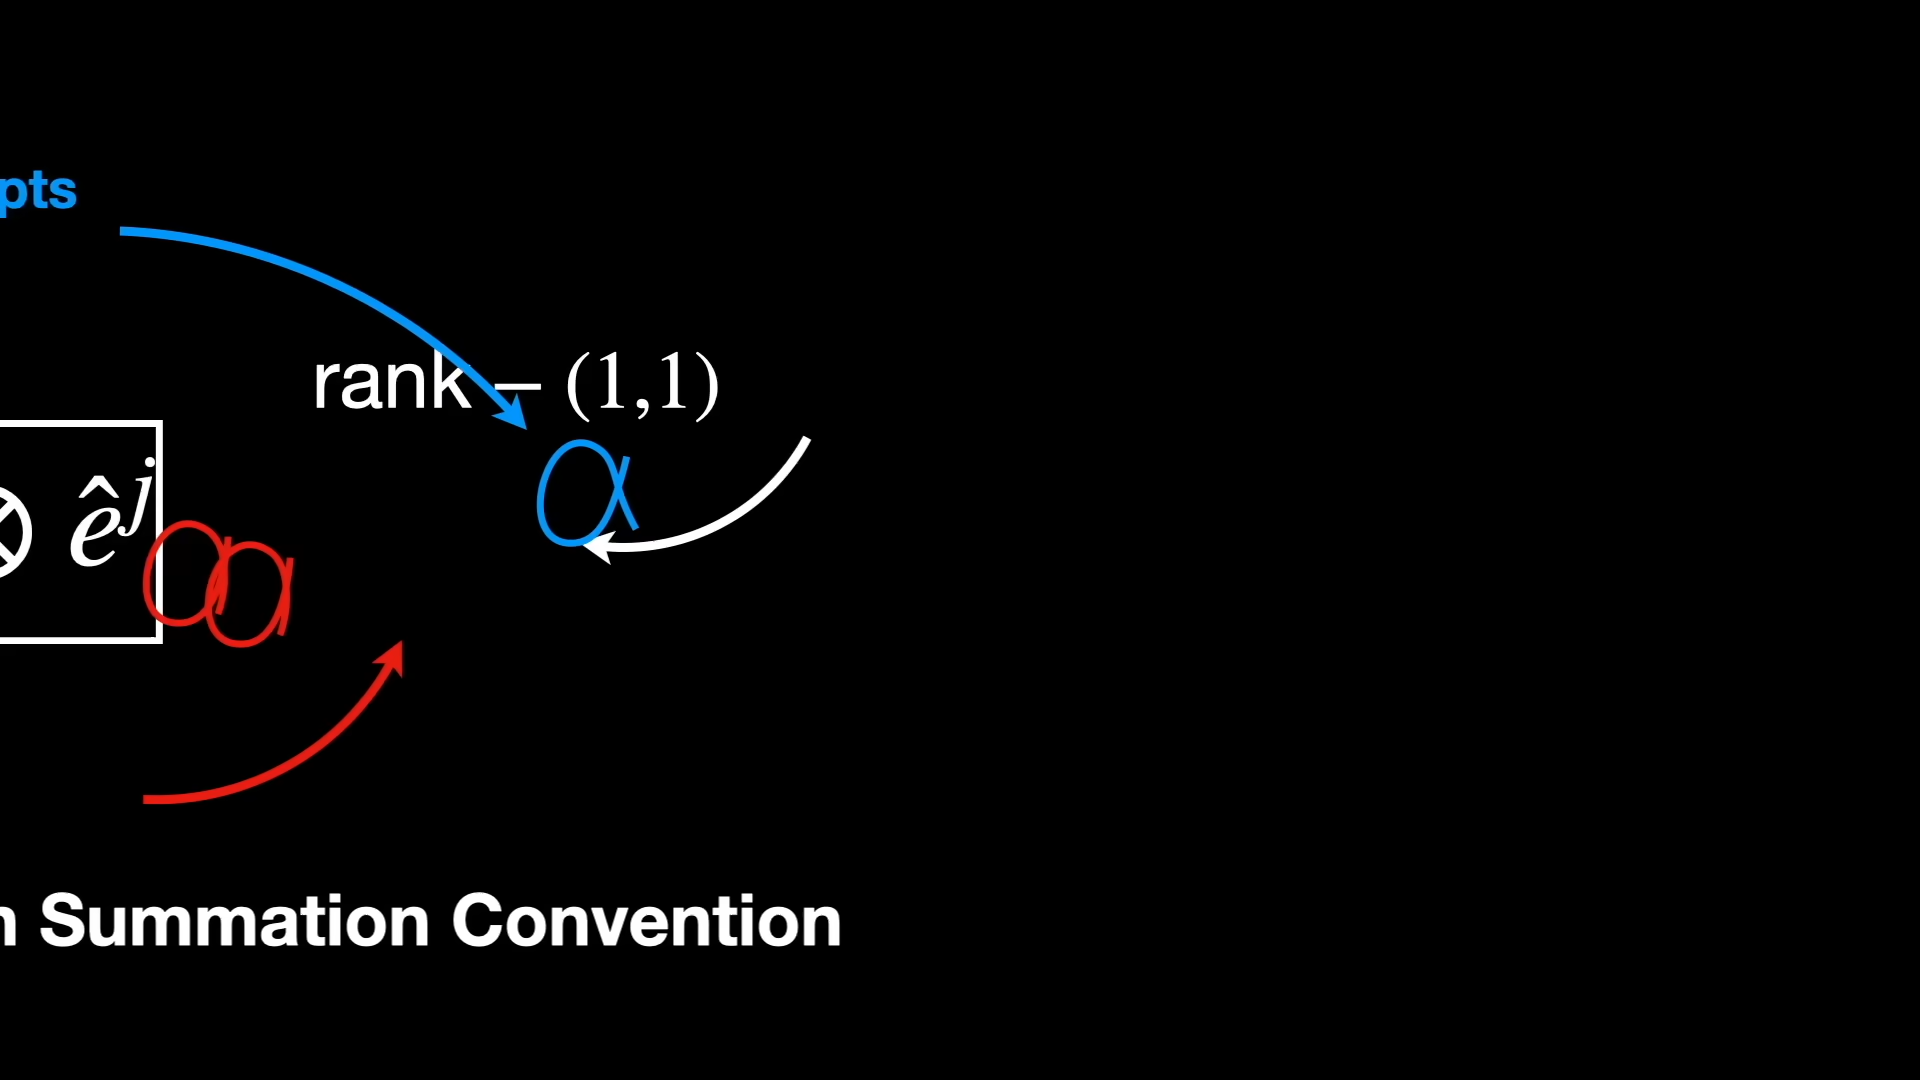 pts
rank – (1,1)
⊗ ê^j
α
n Summation Convention